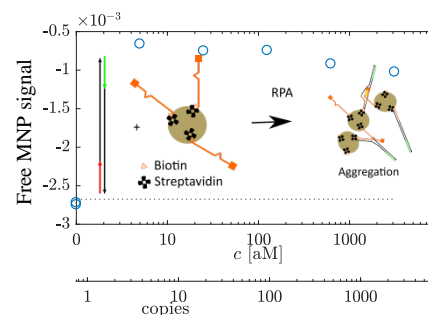 ×10⁻³
-0.5
-1
-1.5
-2
-2.5
-3
Free MNP signal
RPA
+
Biotin
Streptavidin
Aggregation
0 10 100 1000
c [aM]
1 10 100 1000
copies